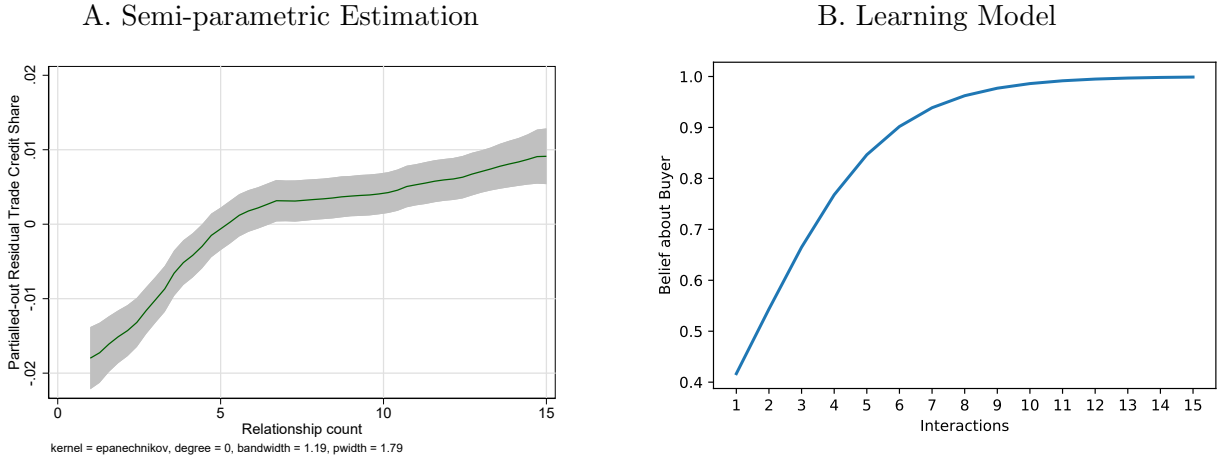 A. Semi-parametric Estimation
Partialled-out Residual Trade Credit Share
.02
.01
0
-.01
-.02
0 5 10 15
Relationship count
kernel = epanechnikov, degree = 0, bandwidth = 1.19, pwidth = 1.79
B. Learning Model
Belief about Buyer
1.0
0.9
0.8
0.7
0.6
0.5
0.4
1 2 3 4 5 6 7 8 9 10 11 12 13 14 15
Interactions